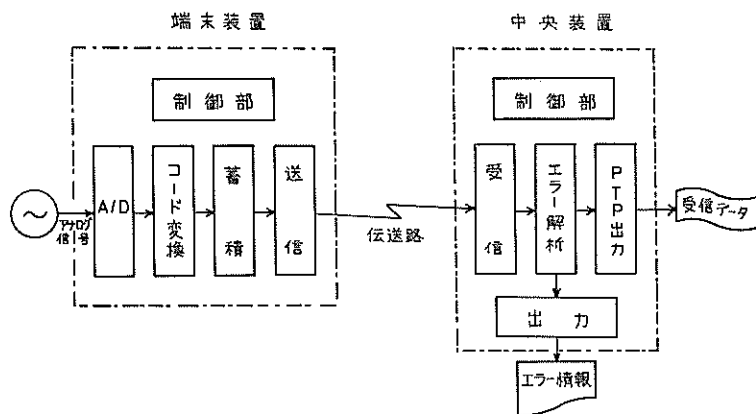 端末装置
中央装置
制御部
制御部
アナログ
信号
A/D
コード変換
蓄積
送信
伝送路
受信
エラー解析
PTP出力
受信データ
出力
エラー情報